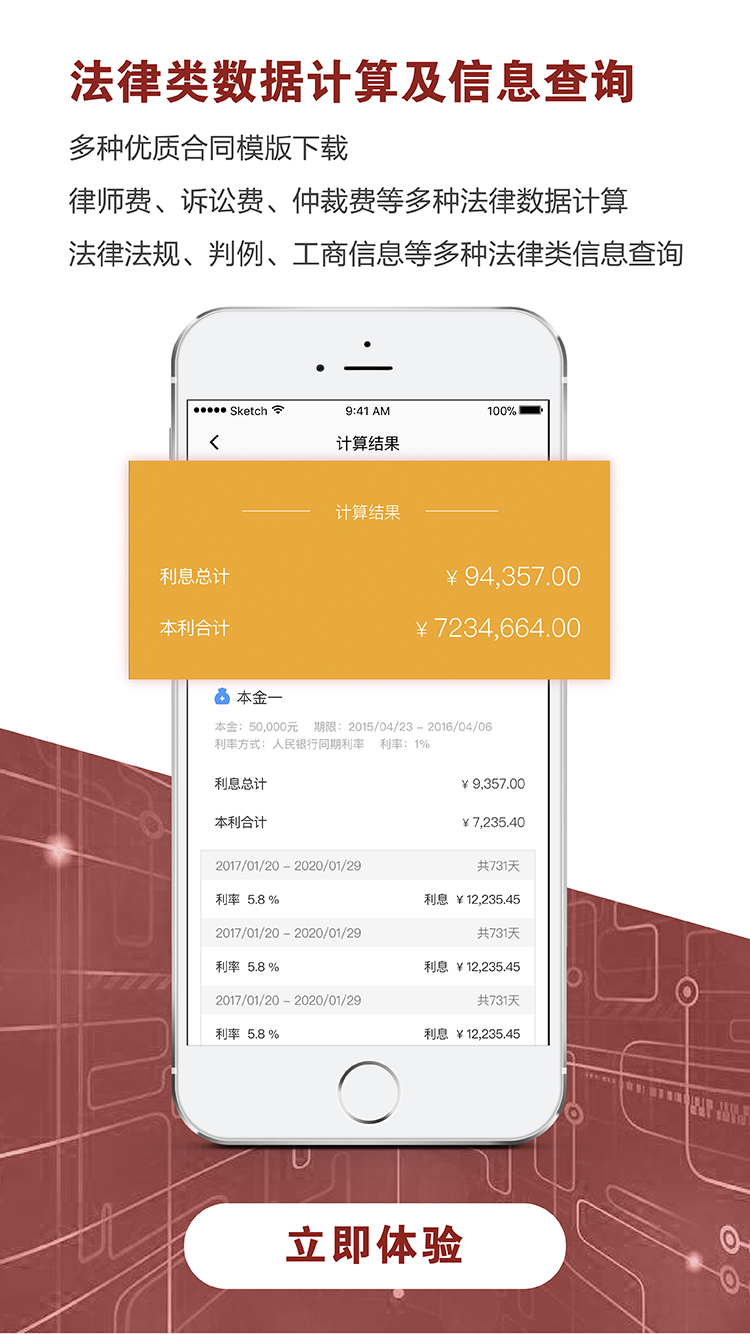 法律类数据计算及信息查询
多种优质合同模版下载
律师费、诉讼费、仲裁费等多种法律数据计算
法律法规、判例、工商信息等多种法律类信息查询
Sketch 9:41 AM 100%
计算结果
计算结果
利息总计 ¥ 94,357.00
本利合计 ¥ 7234,664.00
本金一
本金：50,000元 期限：2015/04/23 – 2016/04/06
利率方式：人民银行同期利率 利率：1%
利息总计 ¥ 9,357.00
本利合计 ¥ 7,235.40
2017/01/20 – 2020/01/29 共731天
利率 5.8 % 利息 ¥ 12,235.45
2017/01/20 – 2020/01/29 共731天
利率 5.8 % 利息 ¥ 12,235.45
2017/01/20 – 2020/01/29 共731天
利率 5.8 % 利息 ¥ 12,235.45
立即体验